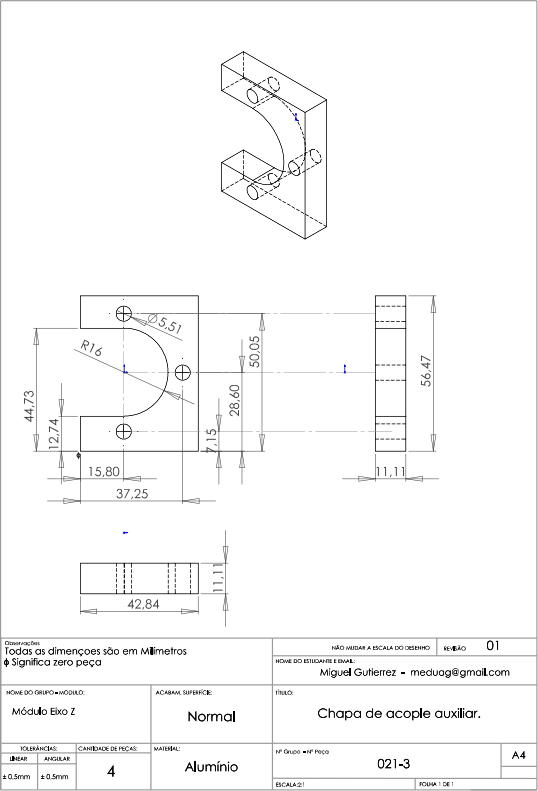 Ø5,51
R16
50,05
56,47
44,73
28,60
12,74
7,15
15,80
11,11
37,25
11,11
42,84
Observações
Todas as dimençoes são em Milimetros
ϕ Significa zero peça
NÃO MUDAR A ESCALA DO DESENHO
REVISÃO 01
NOME DO ESTUDANTE E EMAIL:
Miguel Gutierrez - meduag@gmail.com
NOME DO GRUPO-MÓDULO:
Módulo Eixo Z
ACABAM. SUPERFÍCIE:
Normal
TÍTULO:
Chapa de acople auxiliar.
TOLERÂNCIAS:
LÍNEAR ANGULAR
± 0,5mm ± 0,5mm
CANTIDADE DE PEÇAS:
4
MATERIAL:
Alumínio
Nº Grupo -Nº Peça
021-3
A4
ESCALA:2:1
FOLHA 1 DE 1